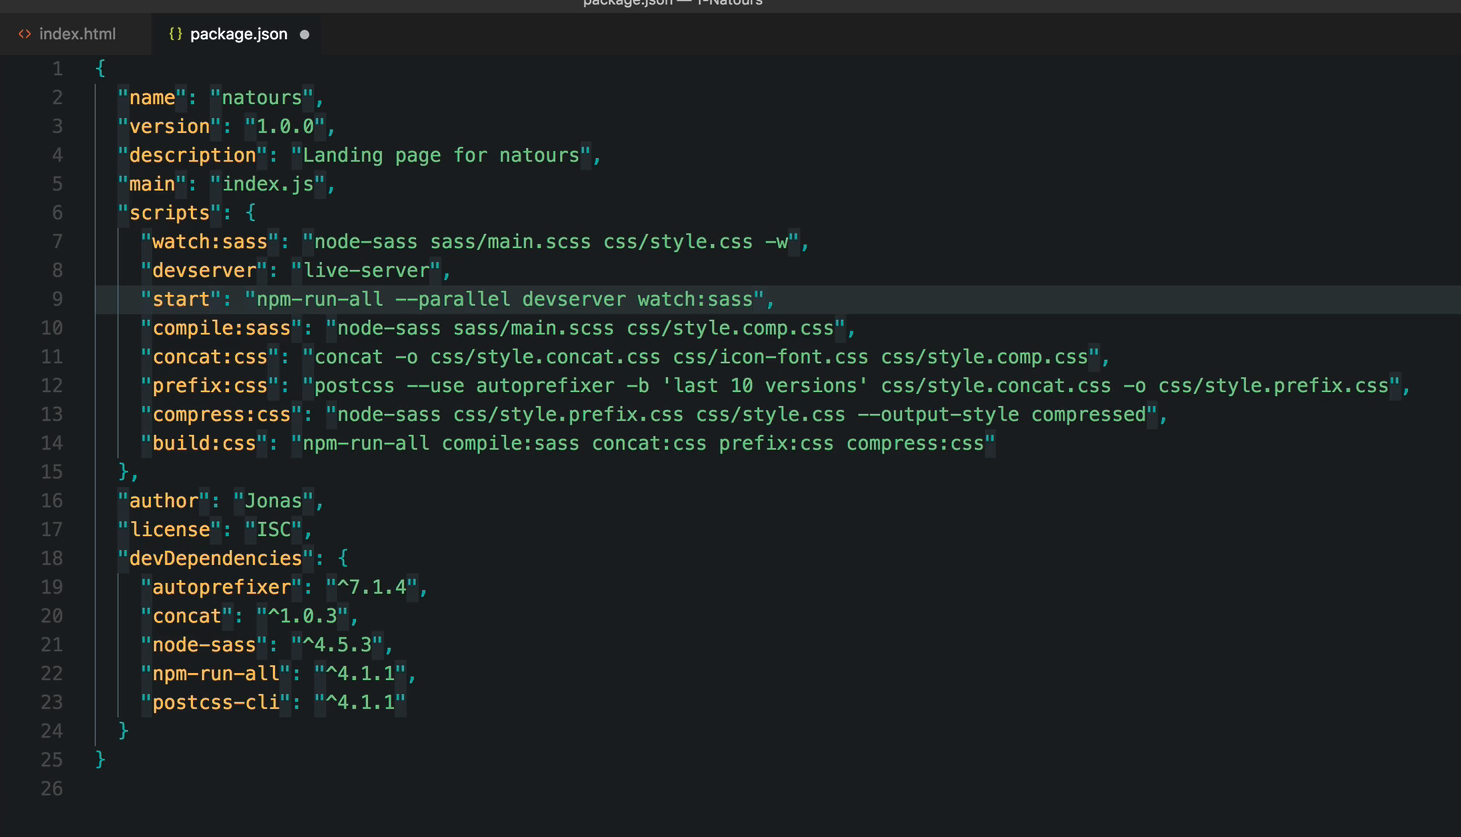 package.json — 1-Natours
<> index.html
{} package.json ●
1 {
2 "name": "natours",
3 "version": "1.0.0",
4 "description": "Landing page for natours",
5 "main": "index.js",
6 "scripts": {
7 "watch:sass": "node-sass sass/main.scss css/style.css -w",
8 "devserver": "live-server",
9 "start": "npm-run-all --parallel devserver watch:sass",
10 "compile:sass": "node-sass sass/main.scss css/style.comp.css",
11 "concat:css": "concat -o css/style.concat.css css/icon-font.css css/style.comp.css",
12 "prefix:css": "postcss --use autoprefixer -b 'last 10 versions' css/style.concat.css -o css/style.prefix.css",
13 "compress:css": "node-sass css/style.prefix.css css/style.css --output-style compressed",
14 "build:css": "npm-run-all compile:sass concat:css prefix:css compress:css"
15 },
16 "author": "Jonas",
17 "license": "ISC",
18 "devDependencies": {
19 "autoprefixer": "^7.1.4",
20 "concat": "^1.0.3",
21 "node-sass": "^4.5.3",
22 "npm-run-all": "^4.1.1",
23 "postcss-cli": "^4.1.1"
24 }
25 }
26